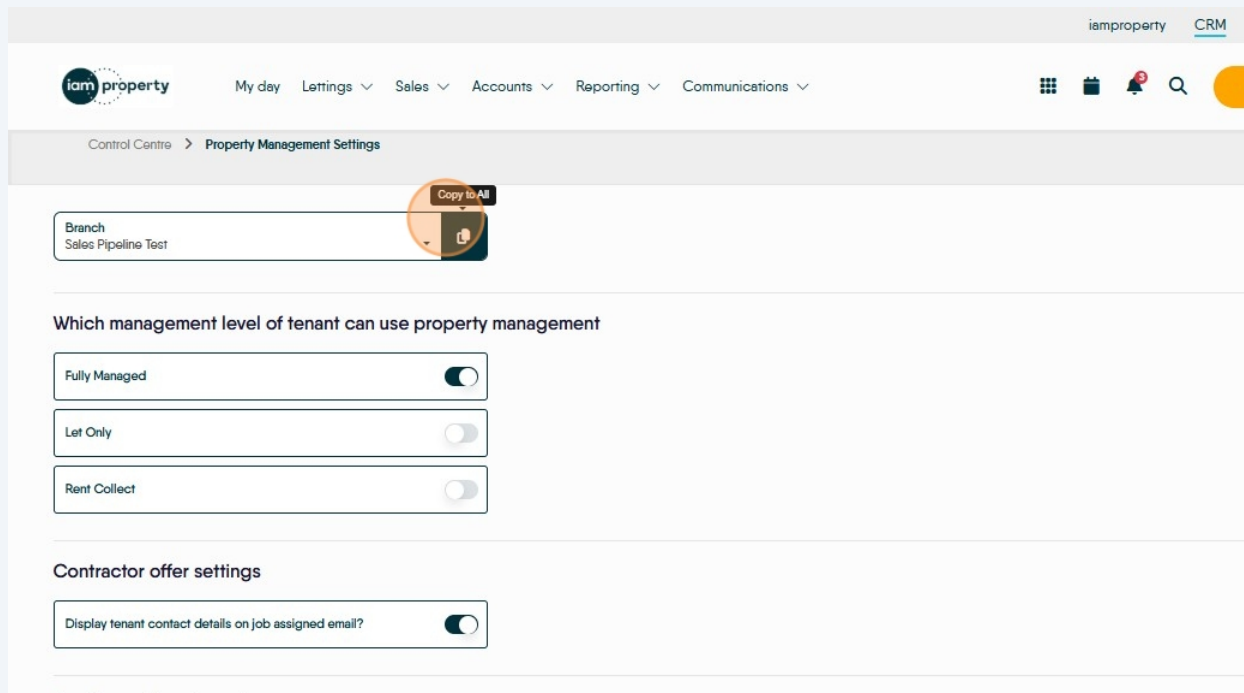 iamproperty CRM
iam property My day Lettings Sales Accounts Reporting Communications 3
Control Centre Property Management Settings
Copy to All
Branch
Sales Pipeline Test
Which management level of tenant can use property management
Fully Managed
Let Only
Rent Collect
Contractor offer settings
Display tenant contact details on job assigned email?